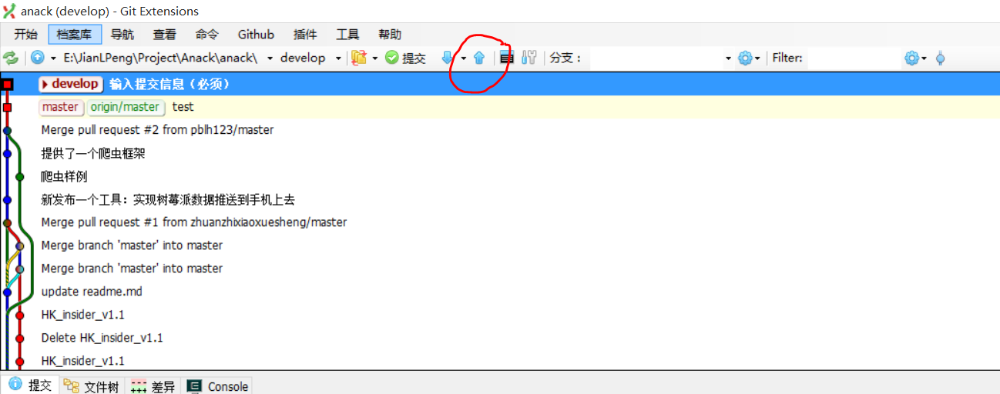 anack (develop) - Git Extensions
开始 档案库 导航 查看 命令 Github 插件 工具 帮助
E:\JianLPeng\Project\Anack\anack\ develop 提交 分支： Filter:
develop 输入提交信息（必须）
master origin/master test
Merge pull request #2 from pblh123/master
提供了一个爬虫框架
爬虫样例
新发布一个工具：实现树莓派数据推送到手机上去
Merge pull request #1 from zhuanzhixiaoxuesheng/master
Merge branch 'master' into master
Merge branch 'master' into master
update readme.md
HK_insider_v1.1
Delete HK_insider_v1.1
HK_insider_v1.1
提交 文件树 差异 Console